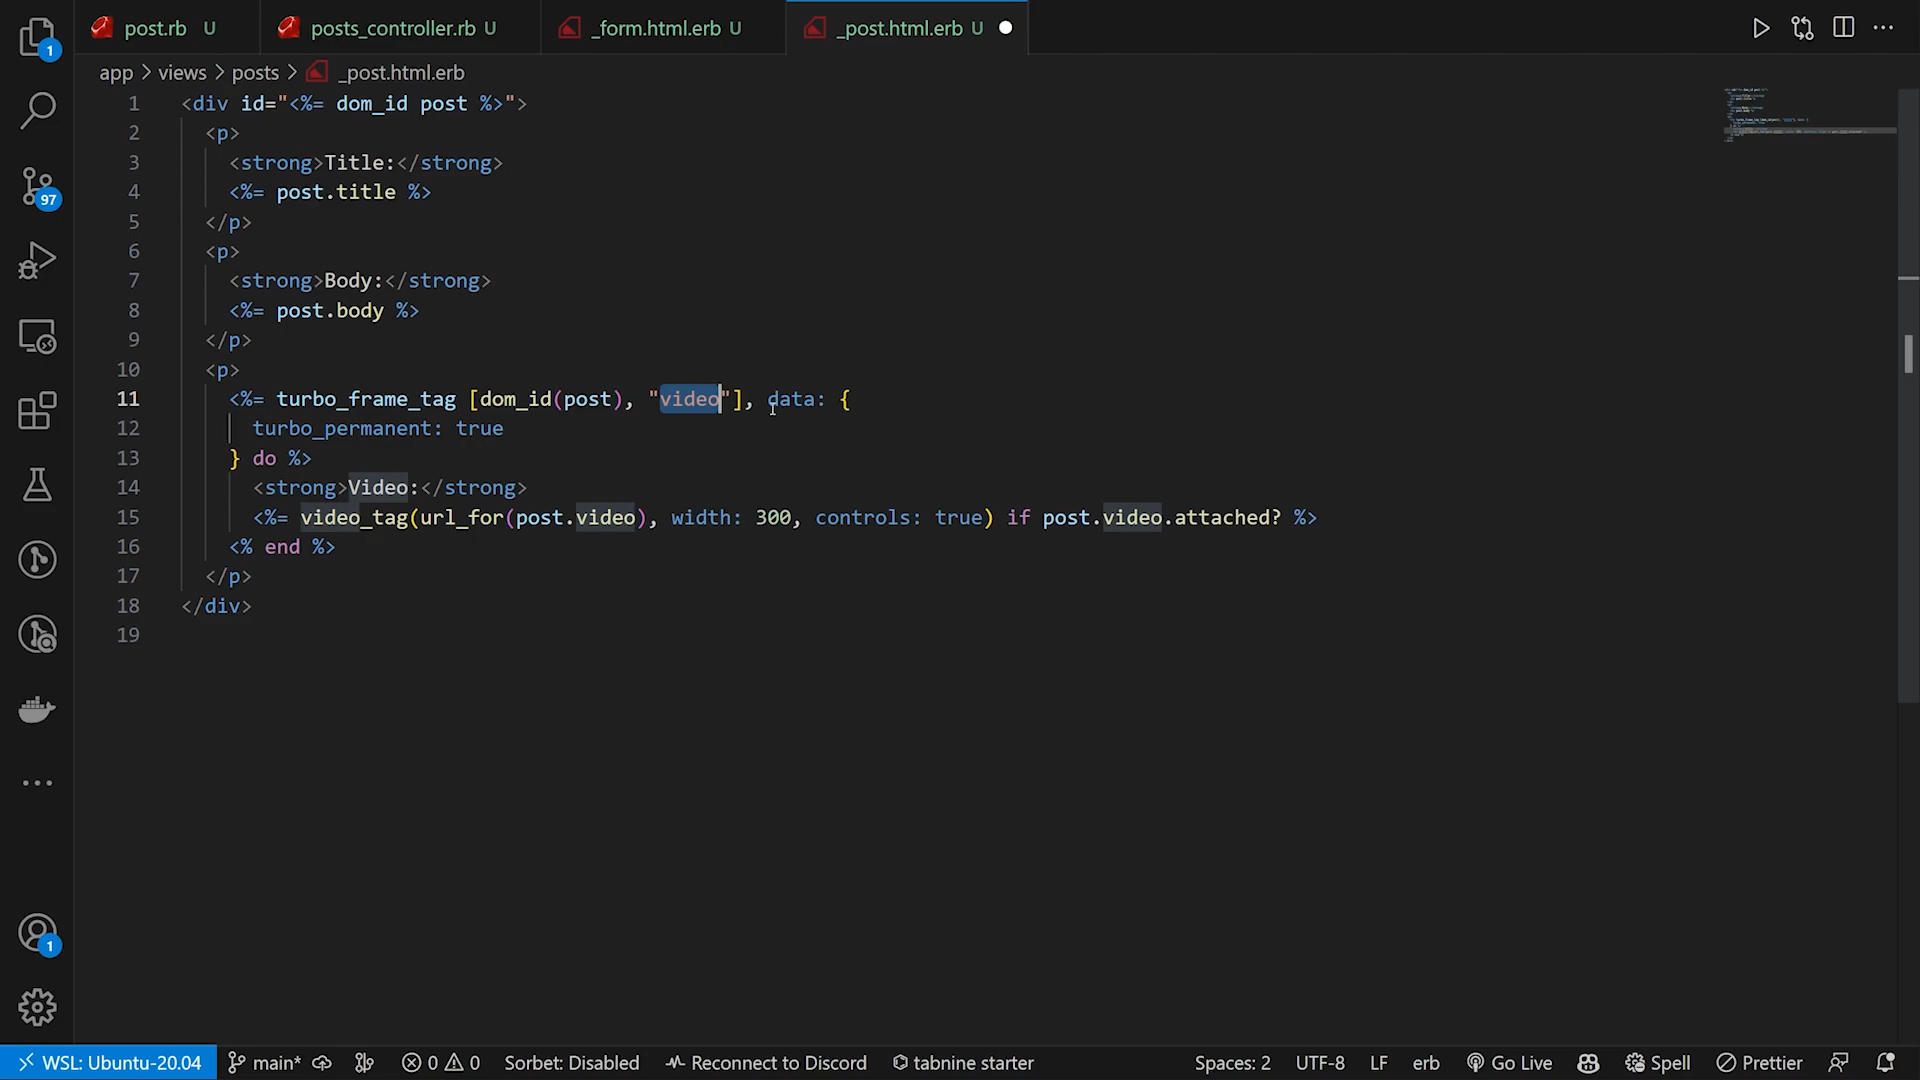 post.rb U posts_controller.rb U _form.html.erb U _post.html.erb U
1
app > views > posts > _post.html.erb
1 <div id="<%= dom_id post %>">
2 <p>
3 <strong>Title:</strong>
4 <%= post.title %>
97
5 </p>
6 <p>
7 <strong>Body:</strong>
8 <%= post.body %>
9 </p>
10 <p>
11 <%= turbo_frame_tag [dom_id(post), "video"], data: {
12 turbo_permanent: true
13 } do %>
14 <strong>Video:</strong>
15 <%= video_tag(url_for(post.video), width: 300, controls: true) if post.video.attached? %>
16 <% end %>
17 </p>
18 </div>
19
1
WSL: Ubuntu-20.04 main* 0 0 Sorbet: Disabled Reconnect to Discord tabnine starter Spaces: 2 UTF-8 LF erb Go Live Spell Prettier